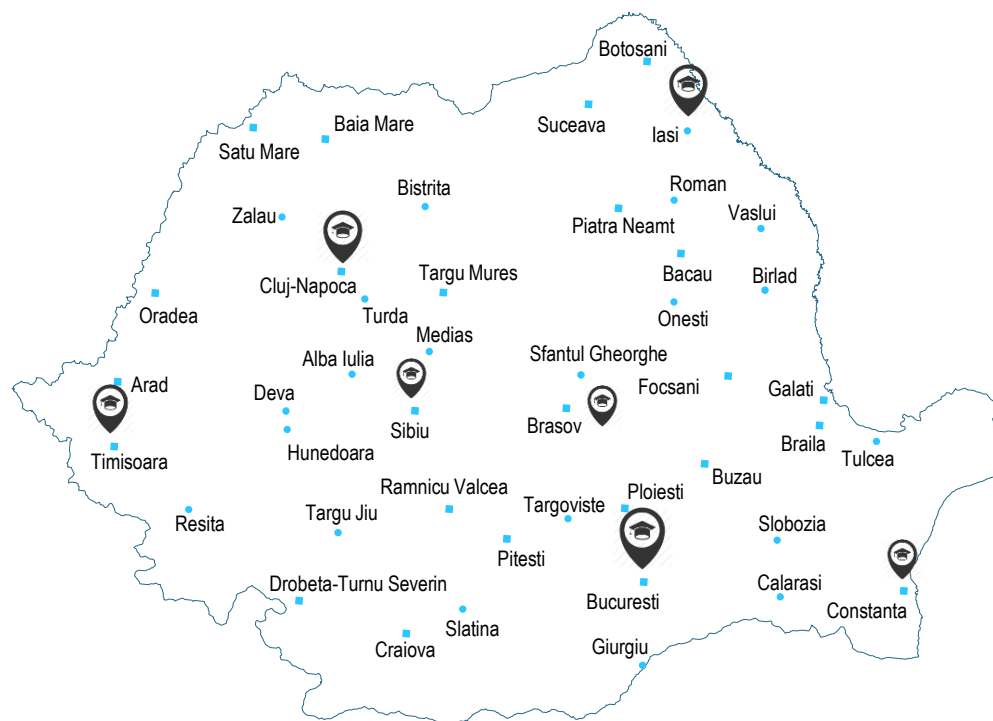 Botosani
Suceava
Iasi
Baia Mare
Satu Mare
Bistrita
Roman
Zalau
Piatra Neamt
Vaslui
Cluj-Napoca
Targu Mures
Bacau
Birlad
Oradea
Turda
Onesti
Medias
Alba Iulia
Sfantul Gheorghe
Arad
Deva
Focsani
Galati
Brasov
Sibiu
Braila
Hunedoara
Timisoara
Tulcea
Buzau
Ramnicu Valcea
Ploiesti
Targoviste
Targu Jiu
Resita
Slobozia
Pitesti
Drobeta-Turnu Severin
Calarasi
Bucuresti
Constanta
Slatina
Craiova
Giurgiu